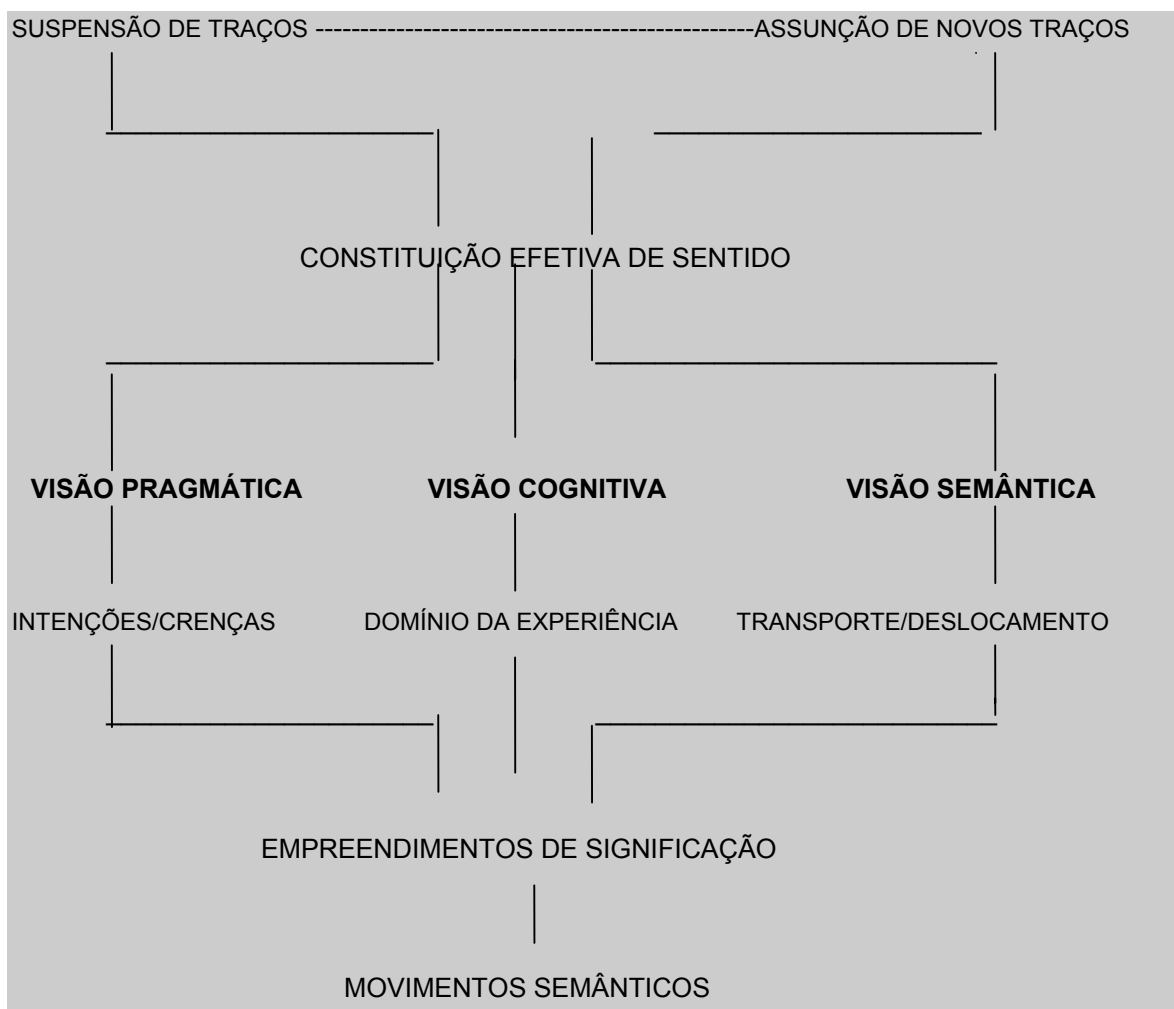 SUSPENSÃO DE TRAÇOS -------------------------------------------------ASSUNÇÃO DE NOVOS TRAÇOS
CONSTITUIÇÃO EFETIVA DE SENTIDO
VISÃO PRAGMÁTICA VISÃO COGNITIVA VISÃO SEMÂNTICA
INTENÇÕES/CRENÇAS DOMÍNIO DA EXPERIÊNCIA TRANSPORTE/DESLOCAMENTO
EMPREENDIMENTOS DE SIGNIFICAÇÃO
MOVIMENTOS SEMÂNTICOS